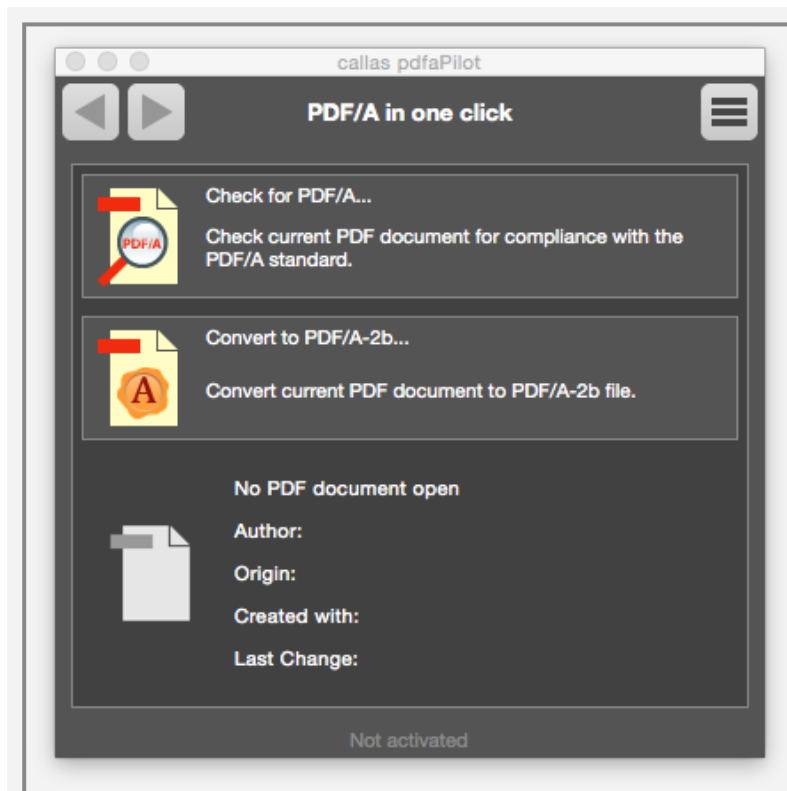 callas pdfaPilot
PDF/A in one click
Check for PDF/A...
Check current PDF document for compliance with the
PDF/A standard.
PDF/A
Convert to PDF/A-2b...
Convert current PDF document to PDF/A-2b file.
A
No PDF document open
Author:
Origin:
Created with:
Last Change:
Not activated